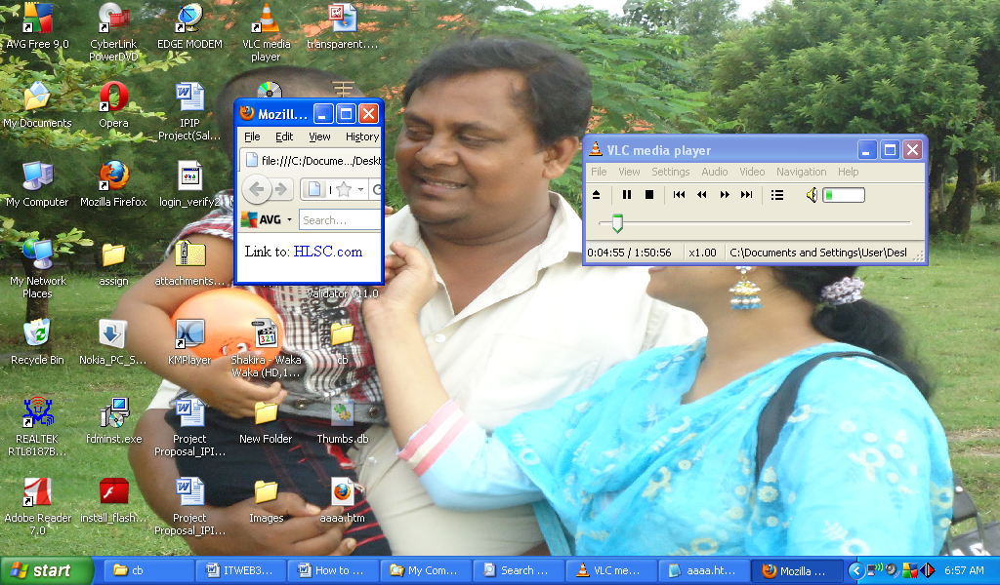 AVG Free 9.0
CyberLink
PowerDVD
EDGE MODEM
VLC media
player
transparent....
My Documents
Opera
IPIP
Project(Sal...
My Computer
Mozilla Firefox
login_verify2
My Network
Places
assign
attachments...
Validator v11.0
Recycle Bin
Nokia_PC_S...
KMPlayer
Shakira - Waka
Waka (HD,1...
cb
REALTEK
RTL8187B...
fdminst.exe
Project
Proposal_IPI...
New Folder
Thumbs.db
Adobe Reader
7.0
install_flash...
Project
Proposal_IPI...
Images
aaaa.htm
Mozill...
File Edit View History
file:///C:/Docume.../Deskt
AVG Search...
Link to: HLSC.com
VLC media player
File View Settings Audio Video Navigation Help
0:04:55 / 1:50:56 x1.00 C:\Documents and Settings\User\Desl
start cb ITWEB3... How to ... My Com... Search ... VLC me... aaaa.ht... Mozilla ... 6:57 AM